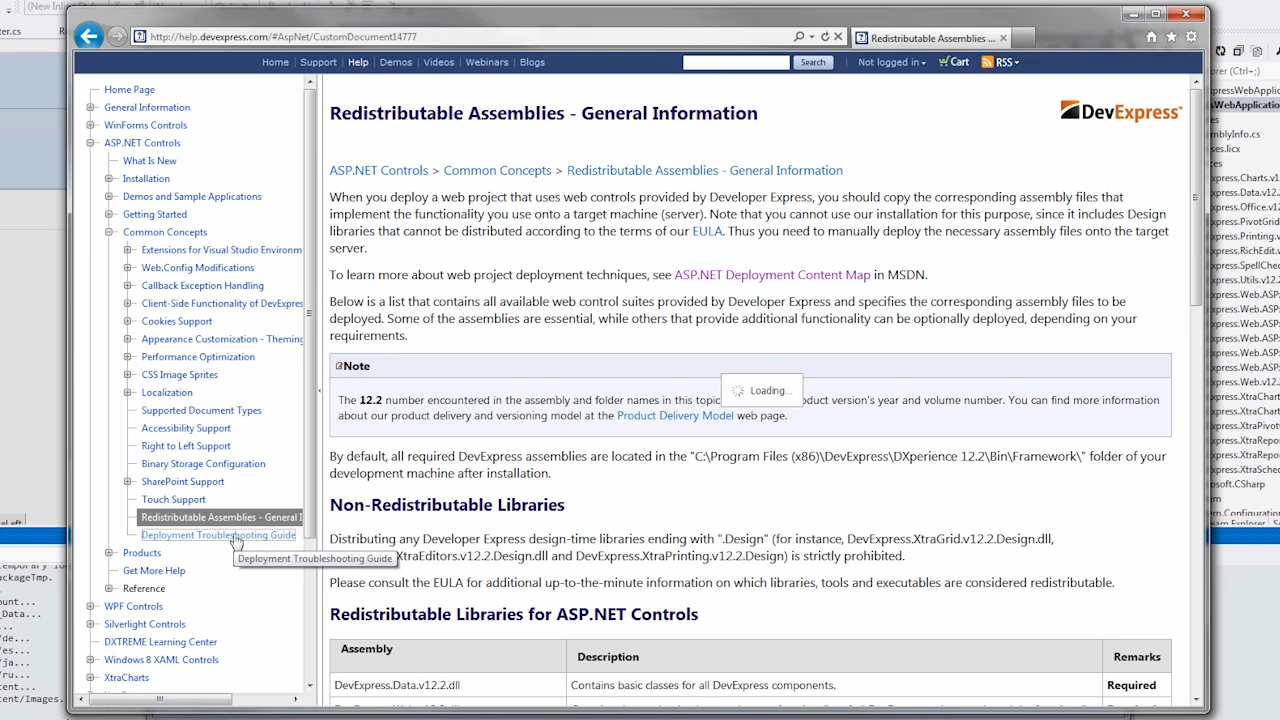 http://help.devexpress.com/#AspNet/CustomDocument14777
Redistributable Assemblies ...
Home Support Help Demos Videos Webinars Blogs
Search
Not logged in
Cart
RSS
Home Page
General Information
WinForms Controls
ASP.NET Controls
What Is New
Installation
Demos and Sample Applications
Getting Started
Common Concepts
Extensions for Visual Studio Environm
Web.Config Modifications
Callback Exception Handling
Client-Side Functionality of DevExpres
Cookies Support
Appearance Customization - Theming
Performance Optimization
CSS Image Sprites
Localization
Supported Document Types
Accessibility Support
Right to Left Support
Binary Storage Configuration
SharePoint Support
Touch Support
Redistributable Assemblies - General I
Deployment Troubleshooting Guide
Deployment Troubleshooting Guide
Products
Get More Help
Reference
WPF Controls
Silverlight Controls
DXTREME Learning Center
Windows 8 XAML Controls
XtraCharts
Redistributable Assemblies - General Information
DevExpress
ASP.NET Controls > Common Concepts > Redistributable Assemblies - General Information
When you deploy a web project that uses web controls provided by Developer Express, you should copy the corresponding assembly files that
implement the functionality you use onto a target machine (server). Note that you cannot use our installation for this purpose, since it includes Design
libraries that cannot be distributed according to the terms of our EULA. Thus you need to manually deploy the necessary assembly files onto the target
server.
To learn more about web project deployment techniques, see ASP.NET Deployment Content Map in MSDN.
Below is a list that contains all available web control suites provided by Developer Express and specifies the corresponding assembly files to be
deployed. Some of the assemblies are essential, while others that provide additional functionality can be optionally deployed, depending on your
requirements.
Note
Loading...
The 12.2 number encountered in the assembly and folder names in this topi oduct version's year and volume number. You can find more information
about our product delivery and versioning model at the Product Delivery Model web page.
By default, all required DevExpress assemblies are located in the "C:\Program Files (x86)\DevExpress\DXperience 12.2\Bin\Framework\" folder of your
development machine after installation.
Non-Redistributable Libraries
Distributing any Developer Express design-time libraries ending with ".Design" (for instance, DevExpress.XtraGrid.v12.2.Design.dll,
XtraEditors.v12.2.Design.dll and DevExpress.XtraPrinting.v12.2.Design) is strictly prohibited.
Please consult the EULA for additional up-to-the-minute information on which libraries, tools and executables are considered redistributable.
Redistributable Libraries for ASP.NET Controls
Assembly Description Remarks
DevExpress.Data.v12.2.dll Contains basic classes for all DevExpress components. Required